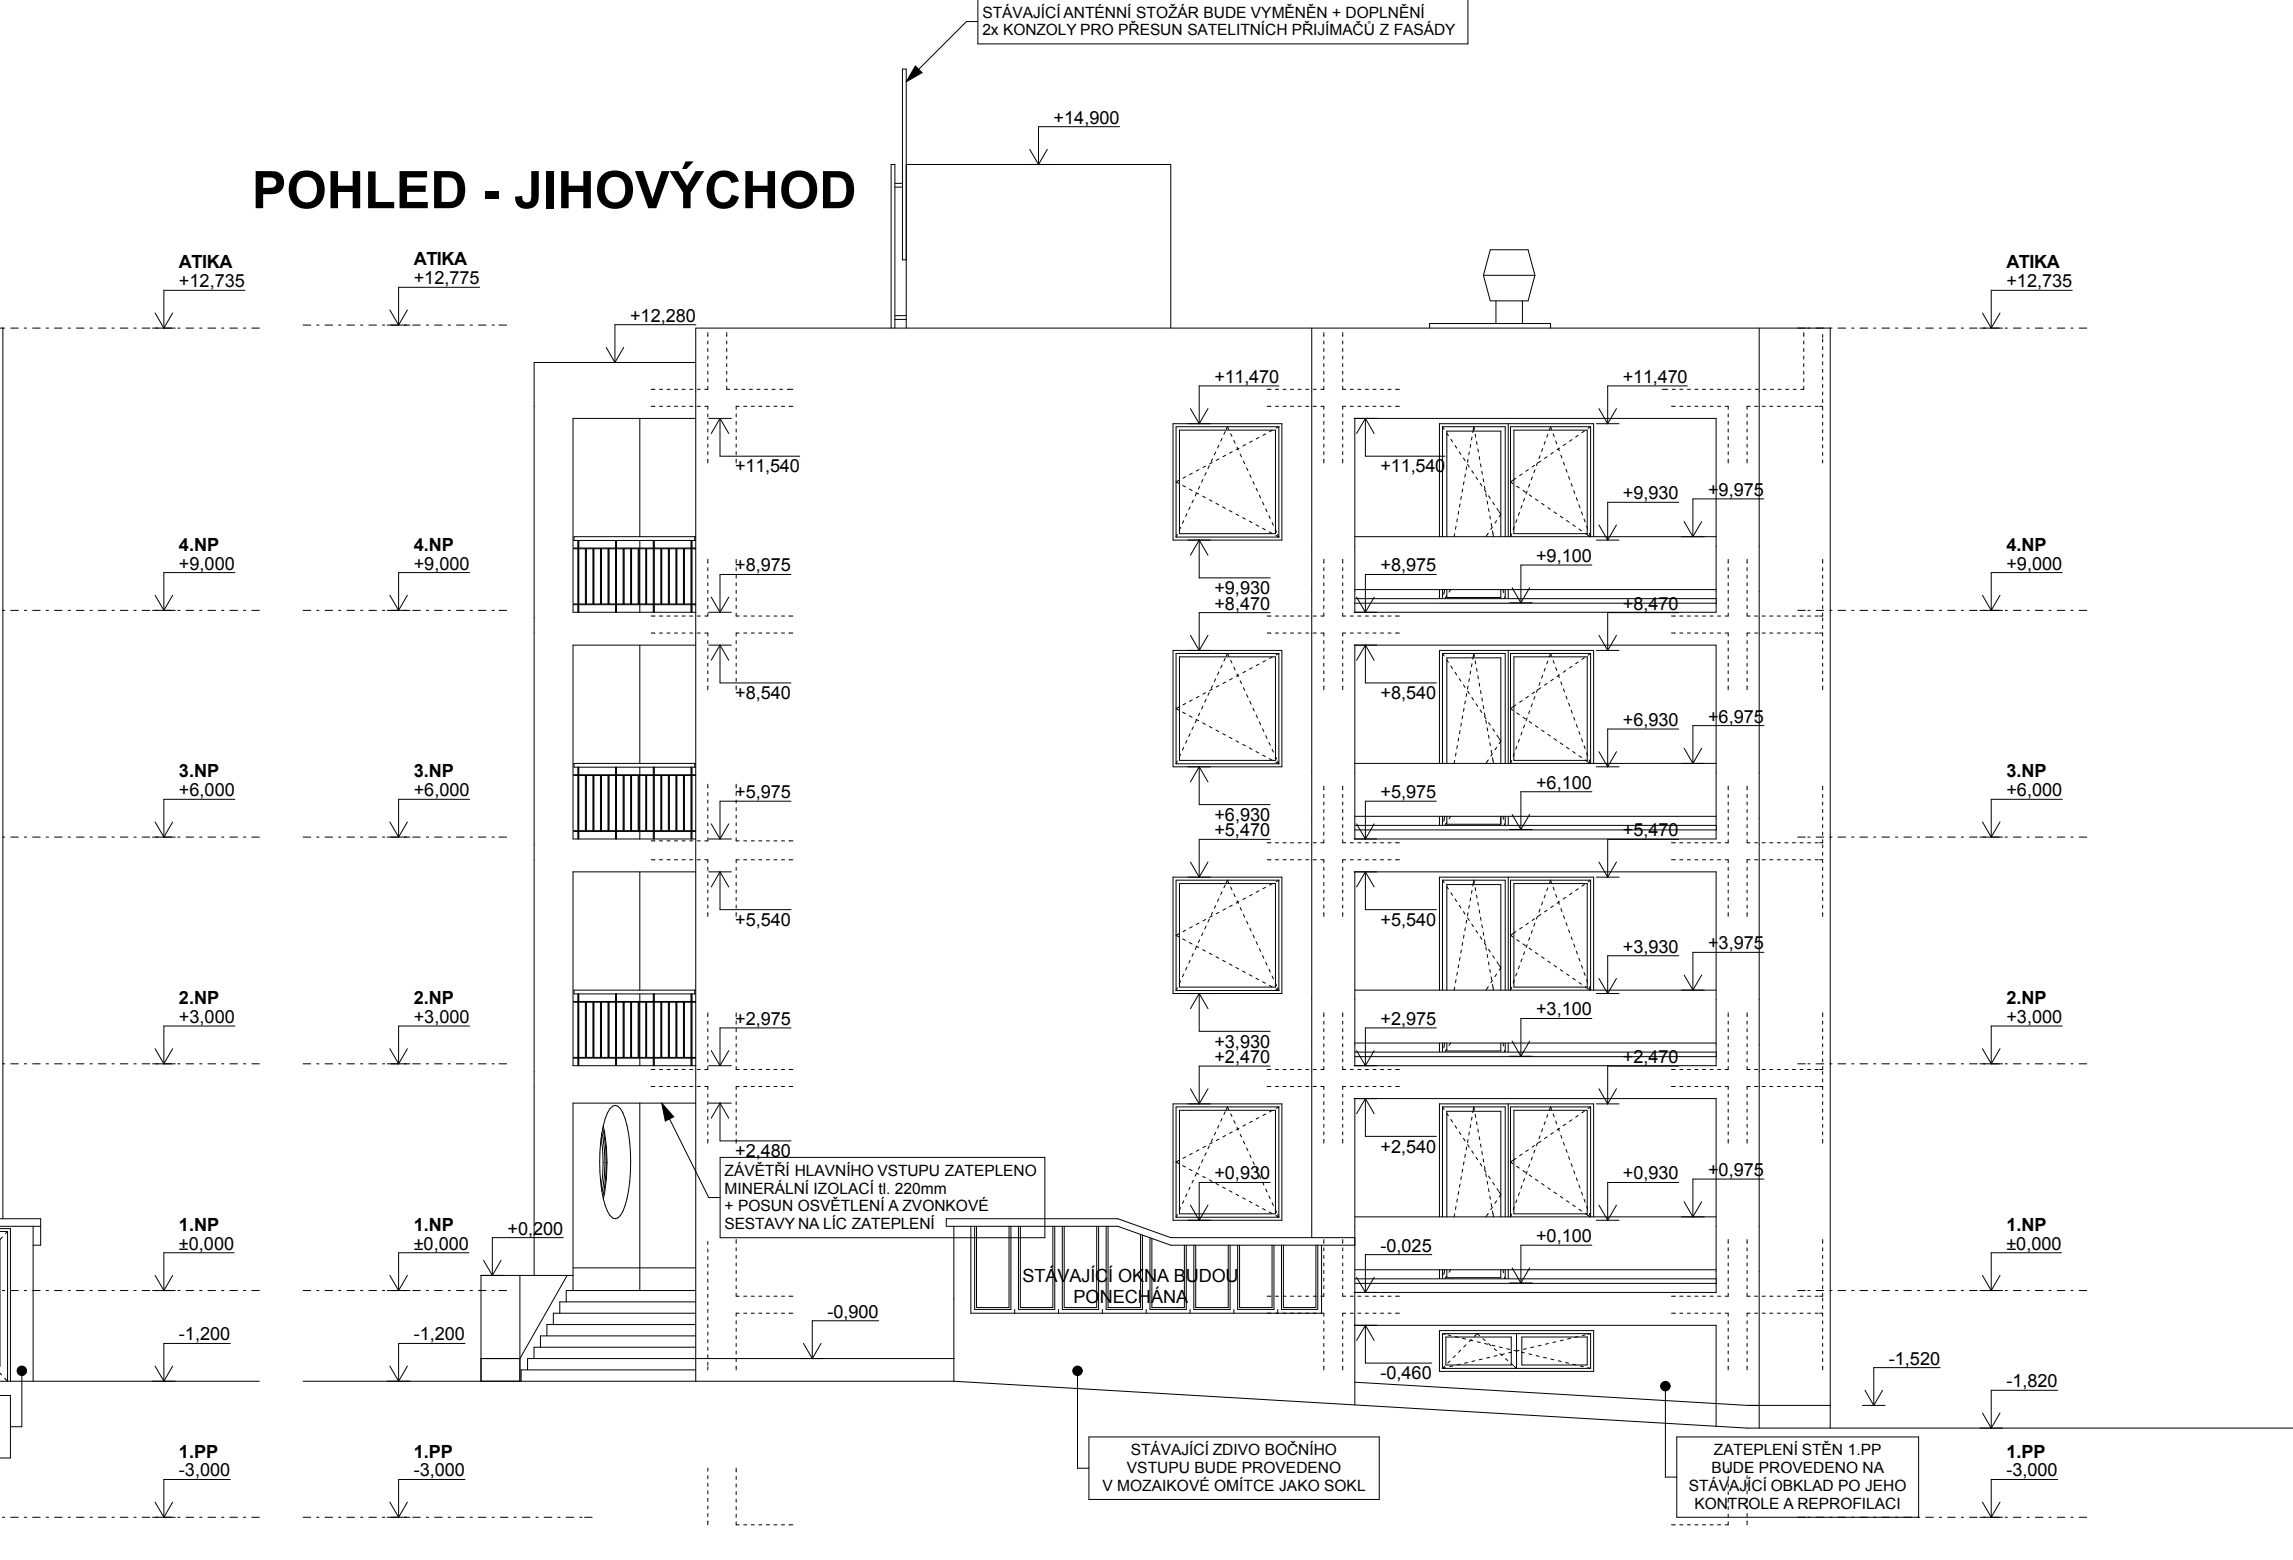 STÁVAJÍCÍ ANTÉNNÍ STOŽÁR BUDE VYMĚNĚN + DOPLNĚNÍ
2x KONZOLY PRO PŘESUN SATELITNÍCH PŘIJÍMAČŮ Z FASÁDY
+14,900
POHLED - JIHOVÝCHOD
ATIKA
+12,735
ATIKA
+12,775
ATIKA
+12,735
+12,280
+11,470
+11,470
+11,540
+11,540
+9,930
+9,975
4.NP
+9,000
4.NP
+9,000
4.NP
+9,000
+8,975
+8,975
+9,100
+9,930
+8,470
+8,470
+8,540
+8,540
+6,930
+6,975
3.NP
+6,000
3.NP
+6,000
3.NP
+6,000
+5,975
+5,975
+6,100
+6,930
+5,470
+5,470
+5,540
+5,540
+3,930
+3,975
2.NP
+3,000
2.NP
+3,000
2.NP
+3,000
+2,975
+2,975
+3,100
+3,930
+2,470
+2,470
+2,480
+2,540
ZÁVĚTŘÍ HLAVNÍHO VSTUPU ZATEPLENO
MINERÁLNÍ IZOLACÍ tl. 220mm
+ POSUN OSVĚTLENÍ A ZVONKOVÉ
SESTAVY NA LÍC ZATEPLENÍ
+0,930
+0,930
+0,975
1.NP
±0,000
1.NP
±0,000
1.NP
±0,000
+0,200
-0,025
+0,100
STÁVAJÍCÍ OKNA BUDOU
PONECHÁNA
-1,200
-1,200
-0,900
-0,460
-1,520
-1,820
STÁVAJÍCÍ ZDIVO BOČNÍHO
VSTUPU BUDE PROVEDENO
V MOZAIKOVÉ OMÍTCE JAKO SOKL
ZATEPLENÍ STĚN 1.PP
BUDE PROVEDENO NA
STÁVAJÍCÍ OBKLAD PO JEHO
KONTROLE A REPROFILACI
1.PP
-3,000
1.PP
-3,000
1.PP
-3,000